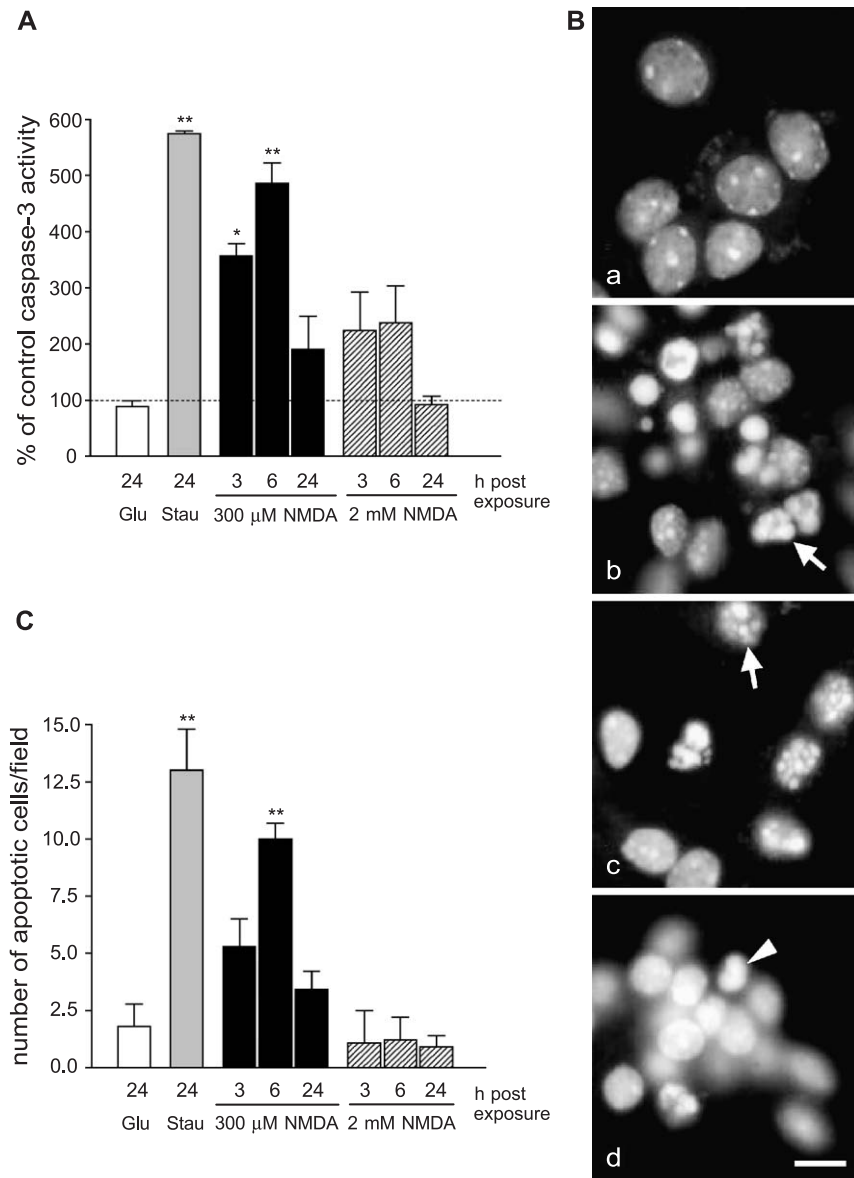 A
% of control caspase-3 activity
600
500
400
300
200
100
0
**
*
**
24 24 3 6 24 3 6 24 h post
Glu Stau 300 µM NMDA 2 mM NMDA exposure
B
a
b
c
d
C
number of apoptotic cells/field
15.0
12.5
10.0
7.5
5.0
2.5
0.0
**
**
24 24 3 6 24 3 6 24 h post
Glu Stau 300 µM NMDA 2 mM NMDA exposure